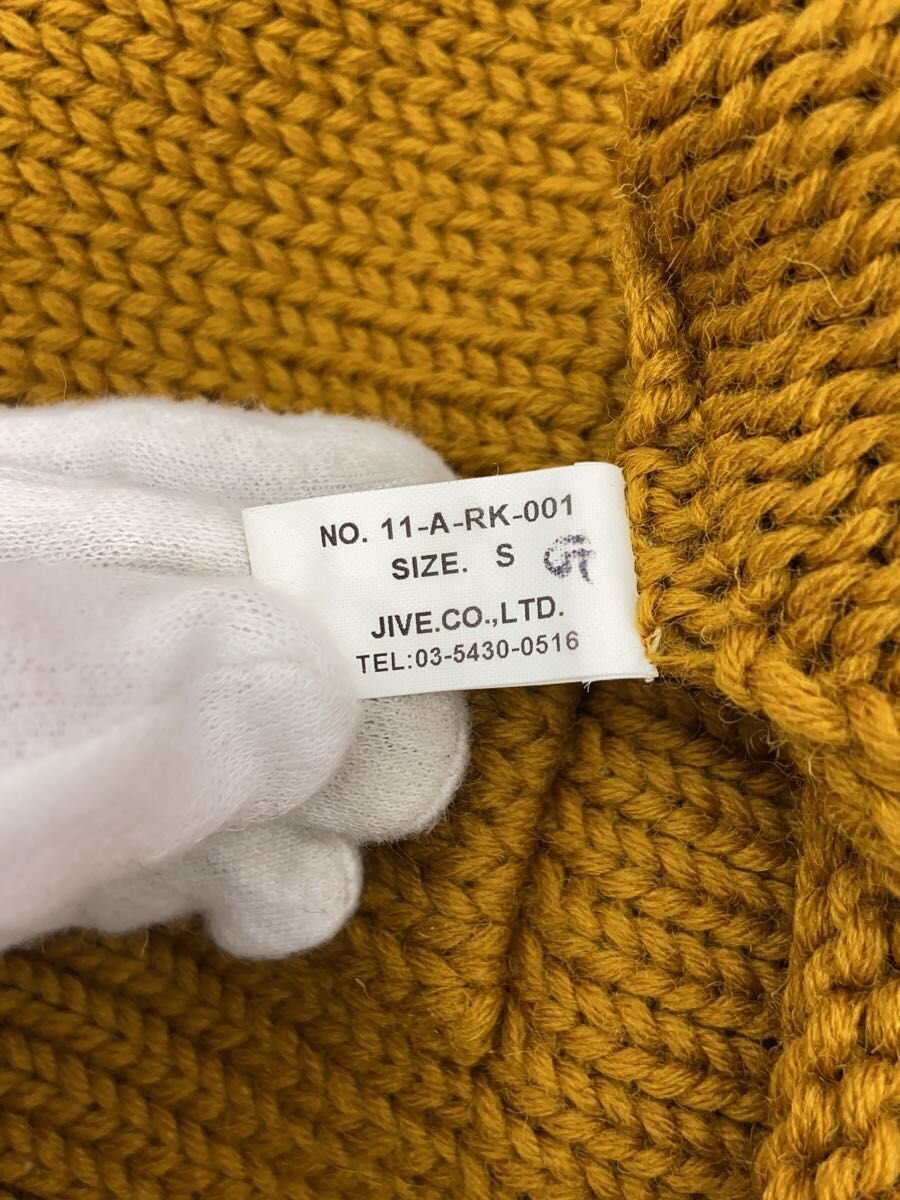 NO. 11-A-RK-001
SIZE. S
JIVE.CO.,LTD.
TEL:03-5430-0516